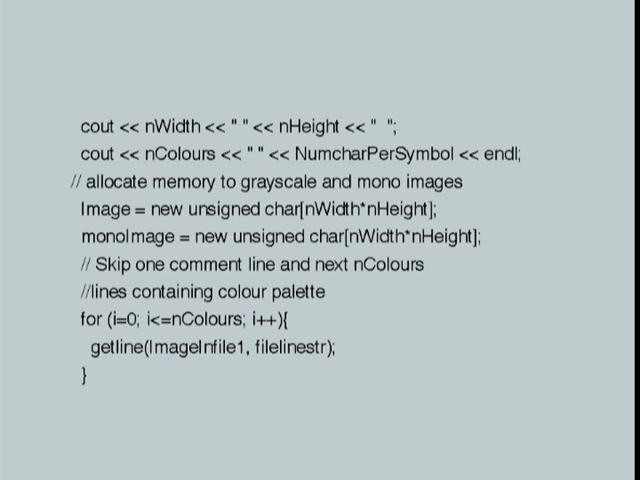 cout << nWidth << " " << nHeight << "  ";
cout << nColours << " " << NumcharPerSymbol << endl;
// allocate memory to grayscale and mono images
Image = new unsigned char[nWidth*nHeight];
monoImage = new unsigned char[nWidth*nHeight];
// Skip one comment line and next nColours
//lines containing colour palette
for (i=0; i<=nColours; i++){
getline(ImageInfile1, filelinestr);
}